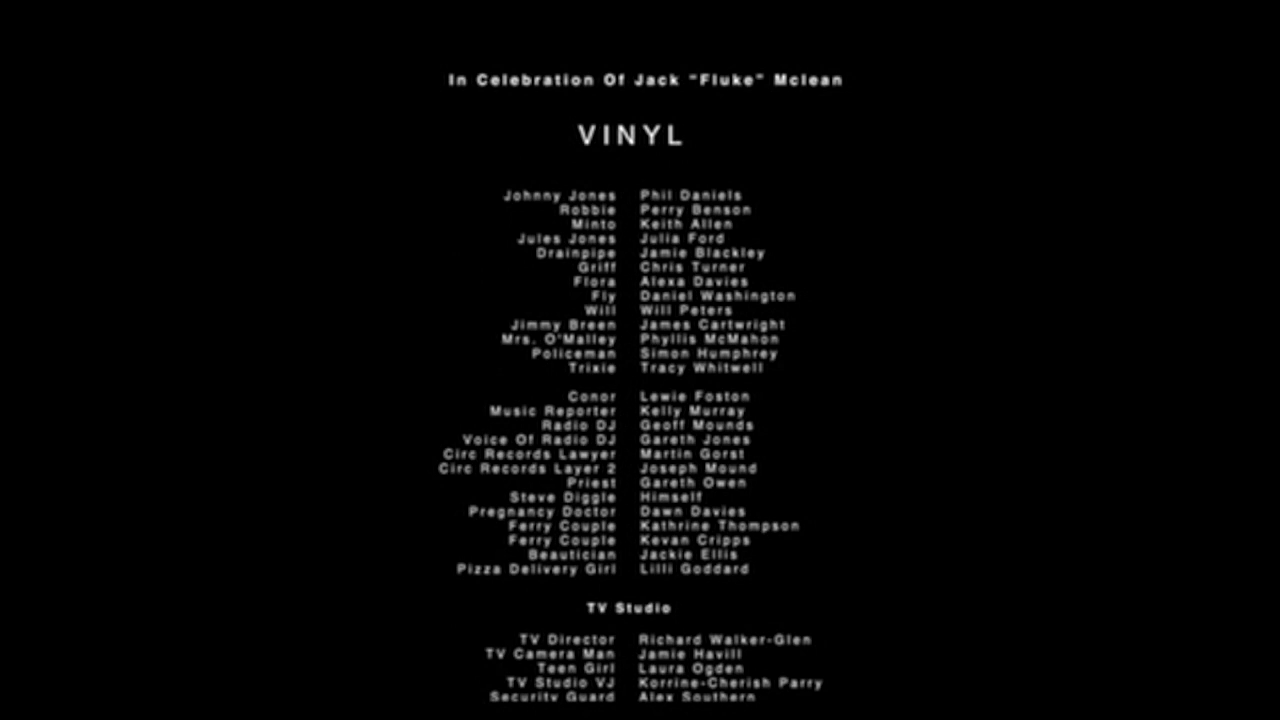 In Celebration Of Jack "Fluke" Mclean
VINYL
Johnny Jones Phil Daniels
Robbie Perry Benson
Minto Keith Allen
Jules Jones Julia Ford
Drainpipe Jamie Blackley
Griff Chris Turner
Flora Alexa Davies
Fly Daniel Washington
Will Will Peters
Jimmy Breen James Cartwright
Mrs. O'Malley Phyllis McMahon
Policeman Simon Humphrey
Trixie Tracy Whitwell
Conor Lewie Foston
Music Reporter Kelly Murray
Radio DJ Geoff Mounds
Voice Of Radio DJ Gareth Jones
Circ Records Lawyer Martin Gorst
Circ Records Layer 2 Joseph Mound
Priest Gareth Owen
Steve Diggle Himself
Pregnancy Doctor Dawn Davies
Ferry Couple Kathrine Thompson
Ferry Couple Kevan Cripps
Beautician Jackie Ellis
Pizza Delivery Girl Lilli Goddard
TV Studio
TV Director Richard Walker-Glen
TV Camera Man Jamie Havill
Teen Girl Laura Ogden
TV Studio VJ Korrine-Cherish Parry
Security Guard Alex Southern